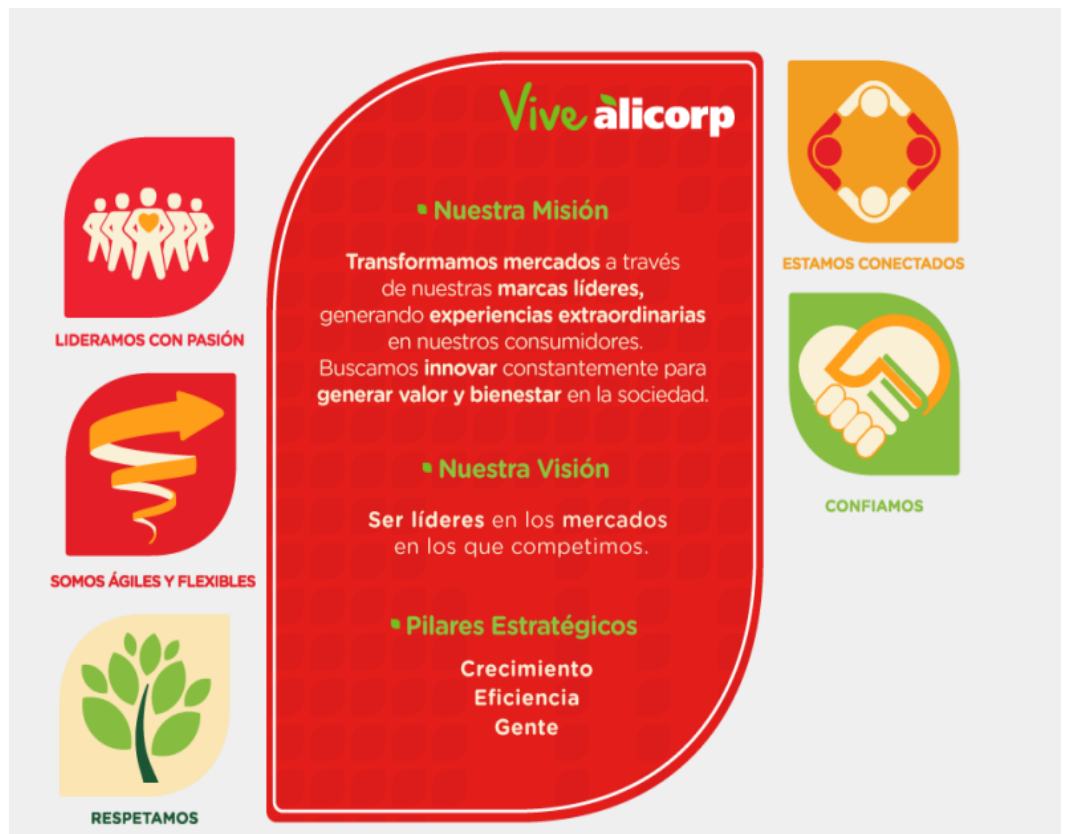 Vive alicorp
Nuestra Misión
Transformamos mercados a través
de nuestras marcas líderes,
generando experiencias extraordinarias
en nuestros consumidores.
Buscamos innovar constantemente para
generar valor y bienestar en la sociedad.
Nuestra Visión
Ser líderes en los mercados
en los que competimos.
Pilares Estratégicos
Crecimiento
Eficiencia
Gente
LIDERAMOS CON PASIÓN
SOMOS ÁGILES Y FLEXIBLES
RESPETAMOS
ESTAMOS CONECTADOS
CONFIAMOS